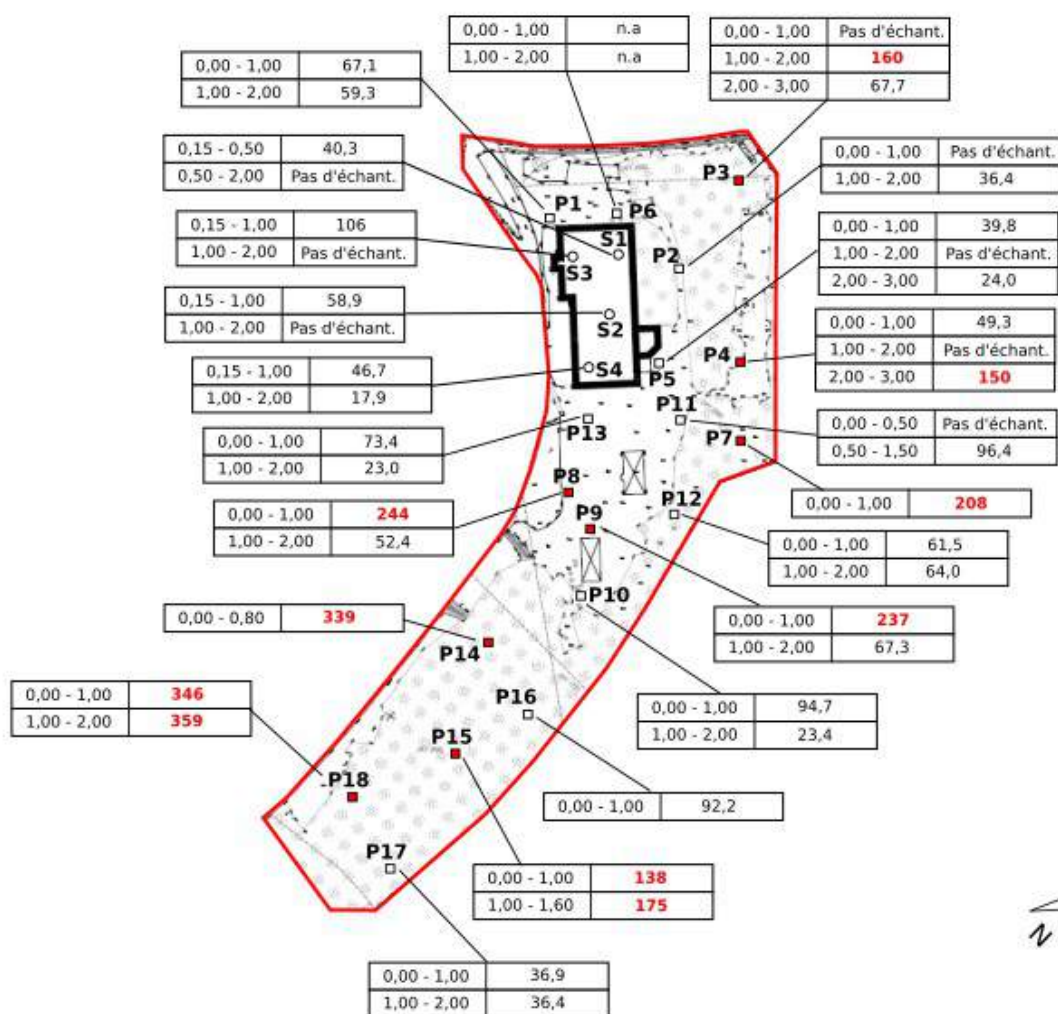 0,00 - 1,00 n.a
1,00 - 2,00 n.a
0,00 - 1,00 Pas d'échant.
1,00 - 2,00 160
2,00 - 3,00 67,7
0,00 - 1,00 67,1
1,00 - 2,00 59,3
0,15 - 0,50 40,3
0,50 - 2,00 Pas d'échant.
0,00 - 1,00 Pas d'échant.
1,00 - 2,00 36,4
P3
P1
P6
0,15 - 1,00 106
1,00 - 2,00 Pas d'échant.
S1
S3
P2
0,00 - 1,00 39,8
1,00 - 2,00 Pas d'échant.
2,00 - 3,00 24,0
0,15 - 1,00 58,9
1,00 - 2,00 Pas d'échant.
S2
0,00 - 1,00 49,3
1,00 - 2,00 Pas d'échant.
2,00 - 3,00 150
P4
S4
P5
0,15 - 1,00 46,7
1,00 - 2,00 17,9
P11
0,00 - 0,50 Pas d'échant.
0,50 - 1,50 96,4
0,00 - 1,00 73,4
1,00 - 2,00 23,0
P13
P7
P8
0,00 - 1,00 208
0,00 - 1,00 244
1,00 - 2,00 52,4
P9
P12
0,00 - 1,00 61,5
1,00 - 2,00 64,0
P10
0,00 - 0,80 339
0,00 - 1,00 237
1,00 - 2,00 67,3
P14
0,00 - 1,00 346
1,00 - 2,00 359
P16
0,00 - 1,00 94,7
1,00 - 2,00 23,4
P15
P18
0,00 - 1,00 92,2
P17
0,00 - 1,00 138
1,00 - 1,60 175
N
0,00 - 1,00 36,9
1,00 - 2,00 36,4